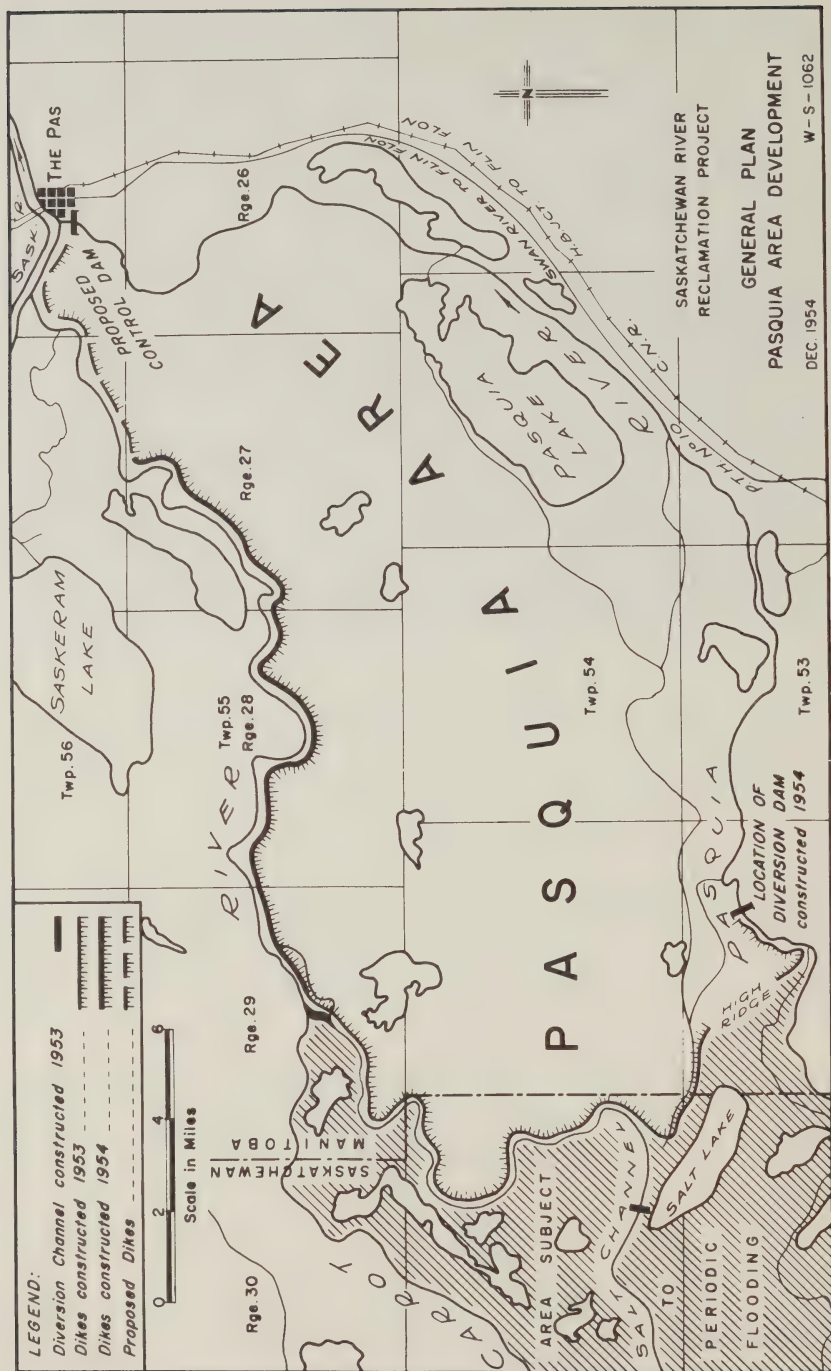 LEGEND:
Diversion Channel constructed 1953
Dikes constructed 1953
Dikes constructed 1954
Proposed Dikes
Scale in Miles
0 2 4 6
Twp. 56
SASKERAM
LAKE
SASK. R.
THE PAS
PROPOSED
CONTROL DAM
Rge. 30
Rge. 29
Twp. 55
Rge. 28
Rge. 27
Rge. 26
CARROT
RIVER
SASKATCHEWAN
MANITOBA
PASQUIA
AREA
PASQUIA
LAKE
PASQUIA
RIVER
SWAN RIVER TO FLIN FLON
H.B.JCT TO FLIN FLON
C.N.R.
P.T.H. Nº 10
Twp. 54
Twp. 53
AREA SUBJECT
TO
PERIODIC
FLOODING
SALT CHANNEL
SALT LAKE
HIGH
RIDGE
LOCATION OF
DIVERSION DAM
constructed 1954
N
SASKATCHEWAN RIVER
RECLAMATION PROJECT
GENERAL PLAN
PASQUIA AREA DEVELOPMENT
DEC. 1954 W-S-1062